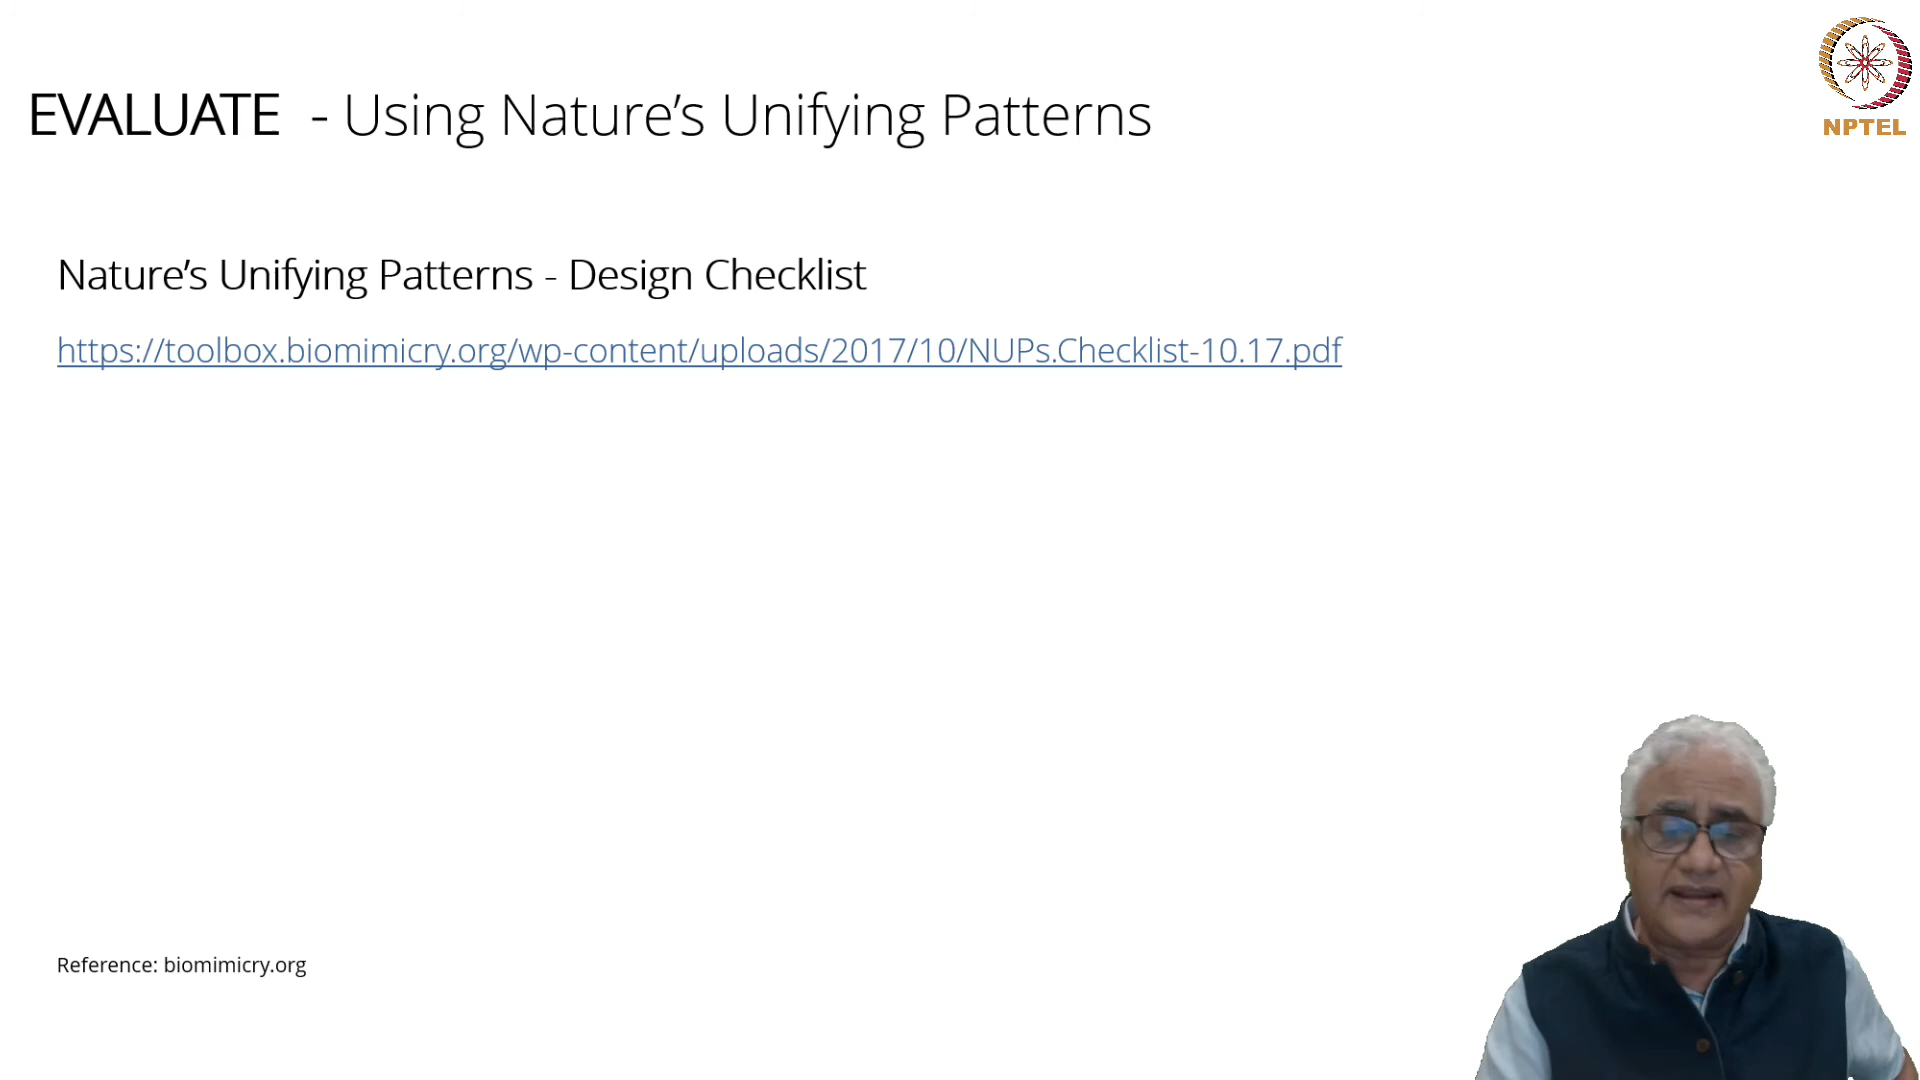 NPTEL
EVALUATE - Using Nature’s Unifying Patterns
Nature’s Unifying Patterns - Design Checklist
https://toolbox.biomimicry.org/wp-content/uploads/2017/10/NUPs.Checklist-10.17.pdf
Reference: biomimicry.org